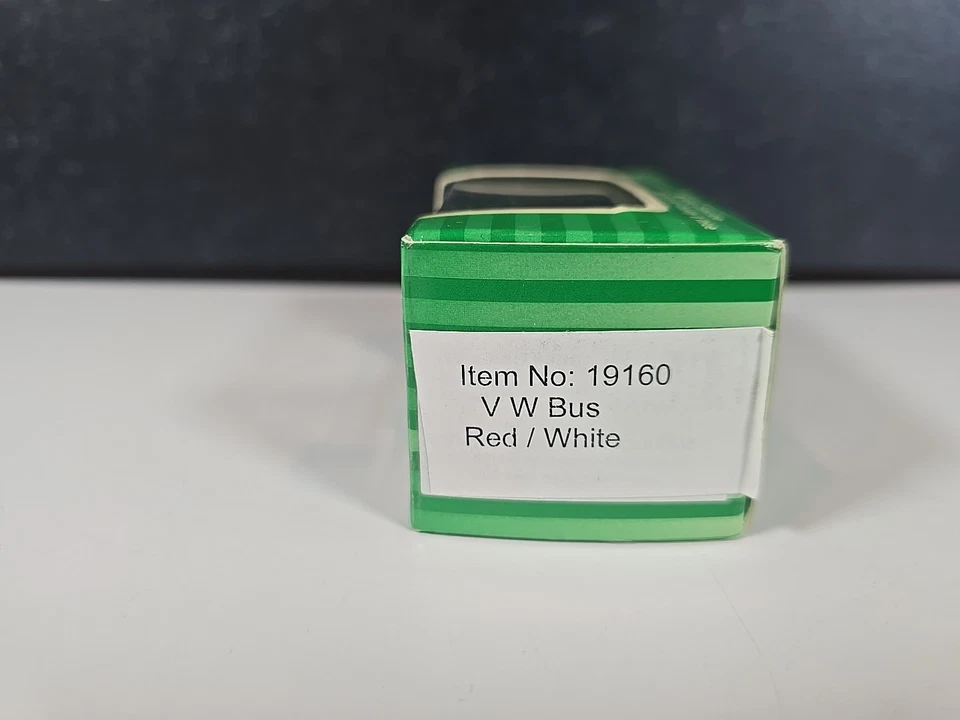 Item No: 19160
V W Bus
Red / White